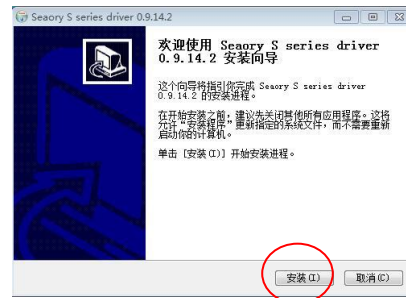 Seaory S series driver 0.9.14.2
欢迎使用 Seaory S series driver
0.9.14.2 安装向导
这个向导将指引你完成 Seaory S series driver
0.9.14.2 的安装进程。
在开始安装之前，建议先关闭其他所有应用程序。这将
允许“安装程序”更新指定的系统文件，而不需要重新
启动你的计算机。
单击 [安装(I)] 开始安装进程。
安装(I)
取消(C)